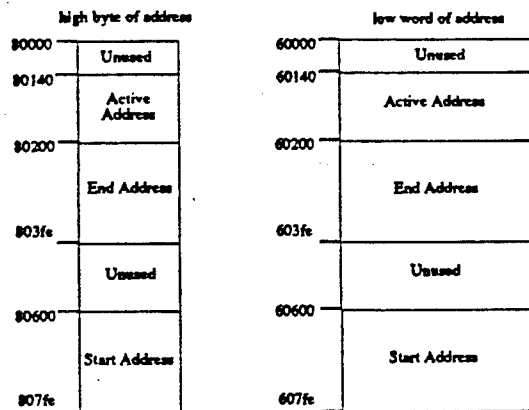 high byte of address
80000
Unused
80140
Active
Address
80200
End Address
803fe
Unused
80600
Start Address
807fe
low word of address
60000
Unused
60140
Active Address
60200
End Address
603fe
Unused
60600
Start Address
607fe